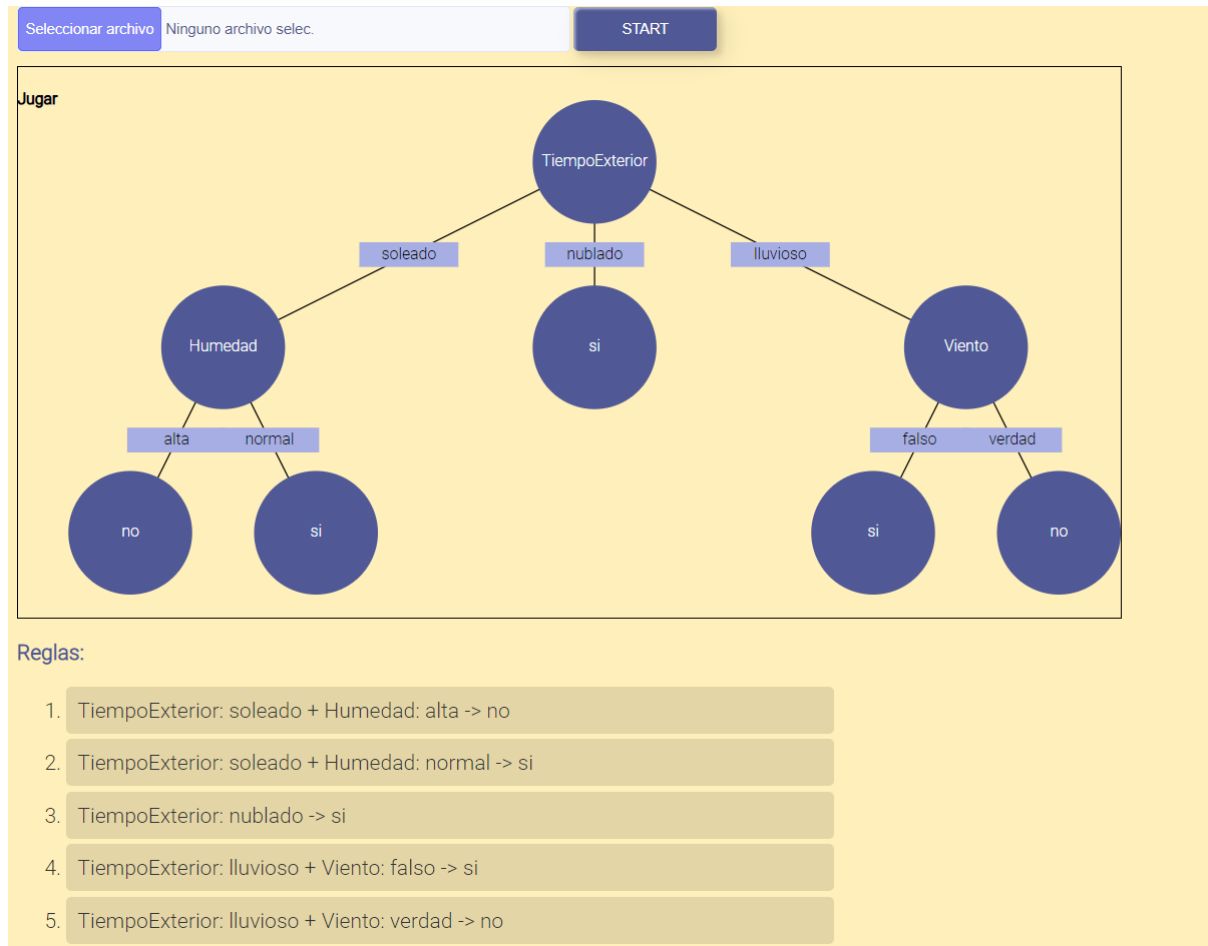 Seleccionar archivo Ninguno archivo selec. START
Jugar
TiempoExterior
soleado nublado lluvioso
Humedad si Viento
alta normal falso verdad
no si si no
Reglas:
1. TiempoExterior: soleado + Humedad: alta -> no
2. TiempoExterior: soleado + Humedad: normal -> si
3. TiempoExterior: nublado -> si
4. TiempoExterior: lluvioso + Viento: falso -> si
5. TiempoExterior: lluvioso + Viento: verdad -> no